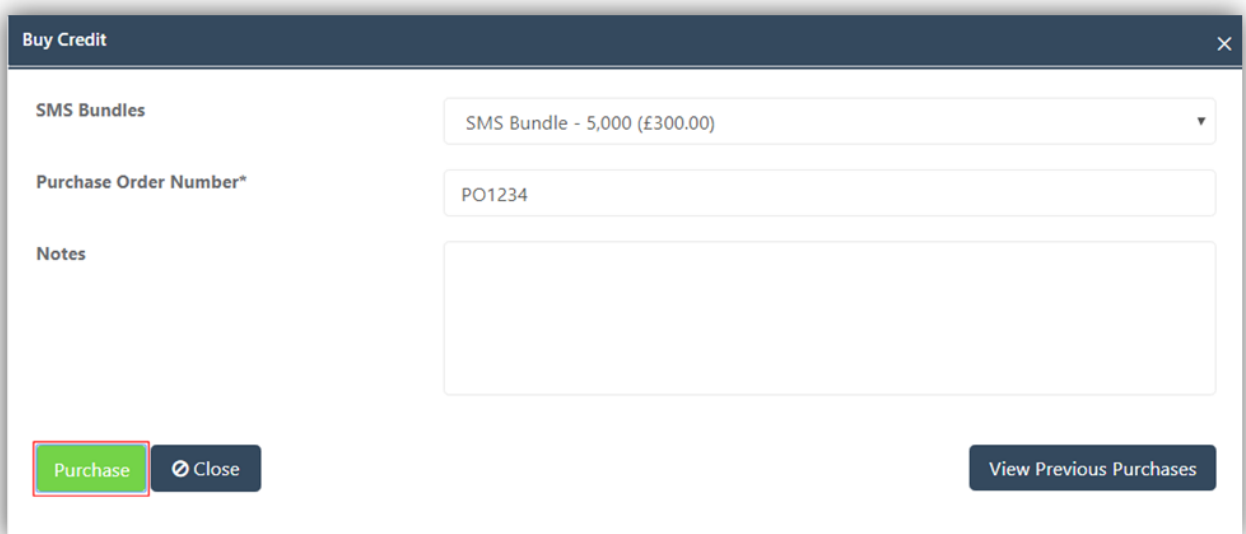 Buy Credit
SMS Bundles
SMS Bundle - 5,000 (£300.00)
Purchase Order Number*
PO1234
Notes
Purchase
Close
View Previous Purchases